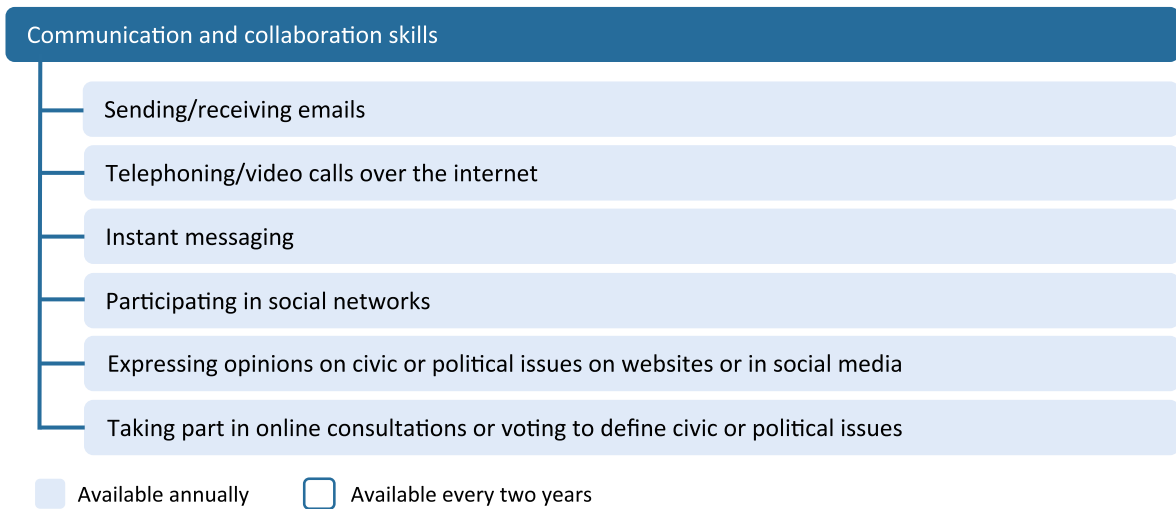 Communication and collaboration skills
Sending/receiving emails
Telephoning/video calls over the internet
Instant messaging
Participating in social networks
Expressing opinions on civic or political issues on websites or in social media
Taking part in online consultations or voting to define civic or political issues
Available annually
Available every two years